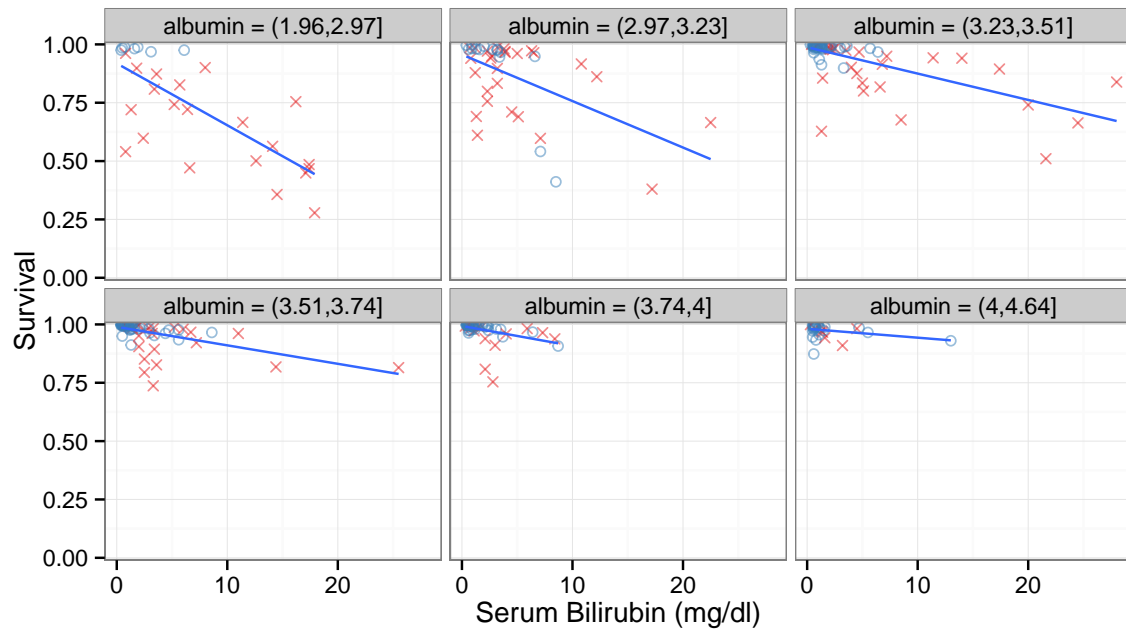 albumin = (1.96,2.97]
albumin = (2.97,3.23]
albumin = (3.23,3.51]
1.00
0.75
0.50
0.25
0.00
albumin = (3.51,3.74]
albumin = (3.74,4]
albumin = (4,4.64]
1.00
0.75
0.50
0.25
0.00
0 10 20
0 10 20
0 10 20
Survival
Serum Bilirubin (mg/dl)